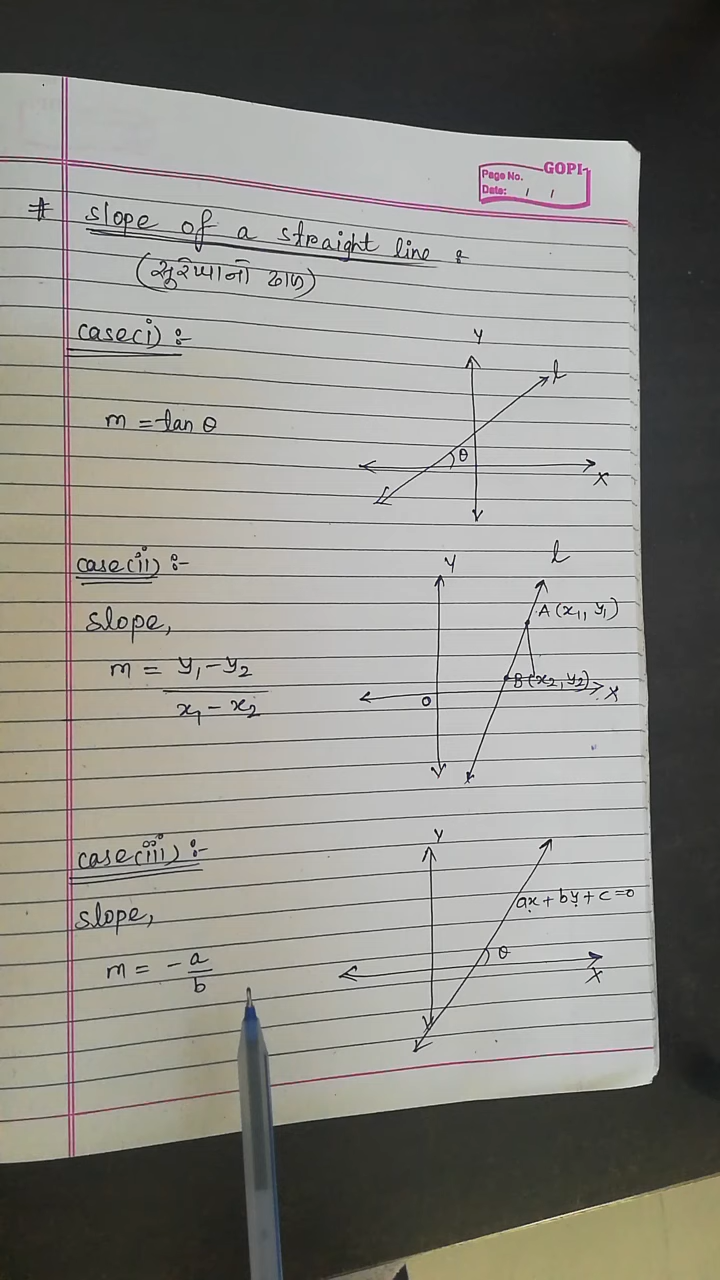 GOPI
Page No.
Date: / /
# slope of a straight line :
(સુરેખાનો ઢાળ)
case(i) :-
m = tan θ
Y
l
θ
X
case(ii) :-
slope,
m = y₁-y₂
x₁-x₂
Y
l
A(x₁, y₁)
B(x₂, y₂)
X
O
case(iii) :-
slope,
m = - a
b
Y
ax + by + c = 0
θ
X